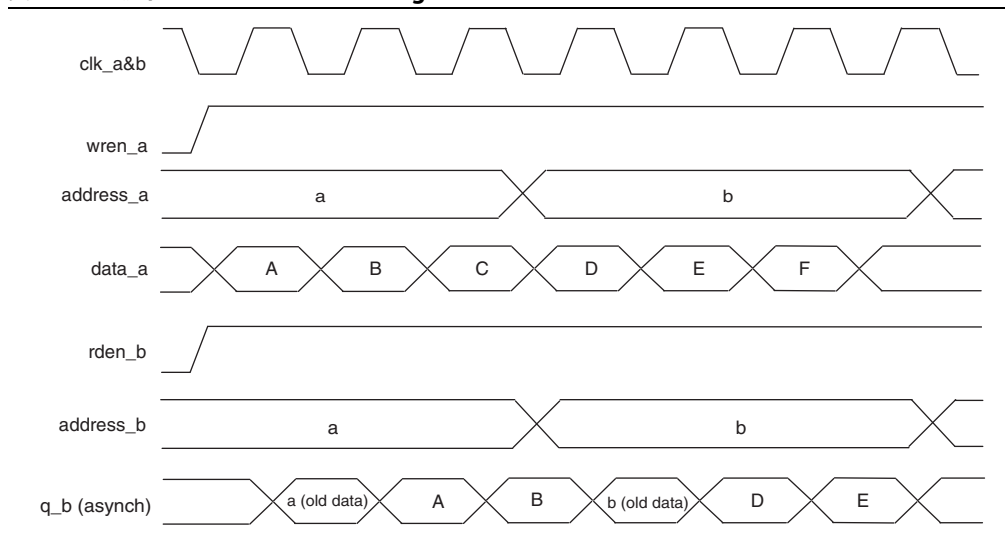 clk_a&b
wren_a
address_a a b
data_a A B C D E F
rden_b
address_b a b
q_b (asynch) a (old data) A B b (old data) D E